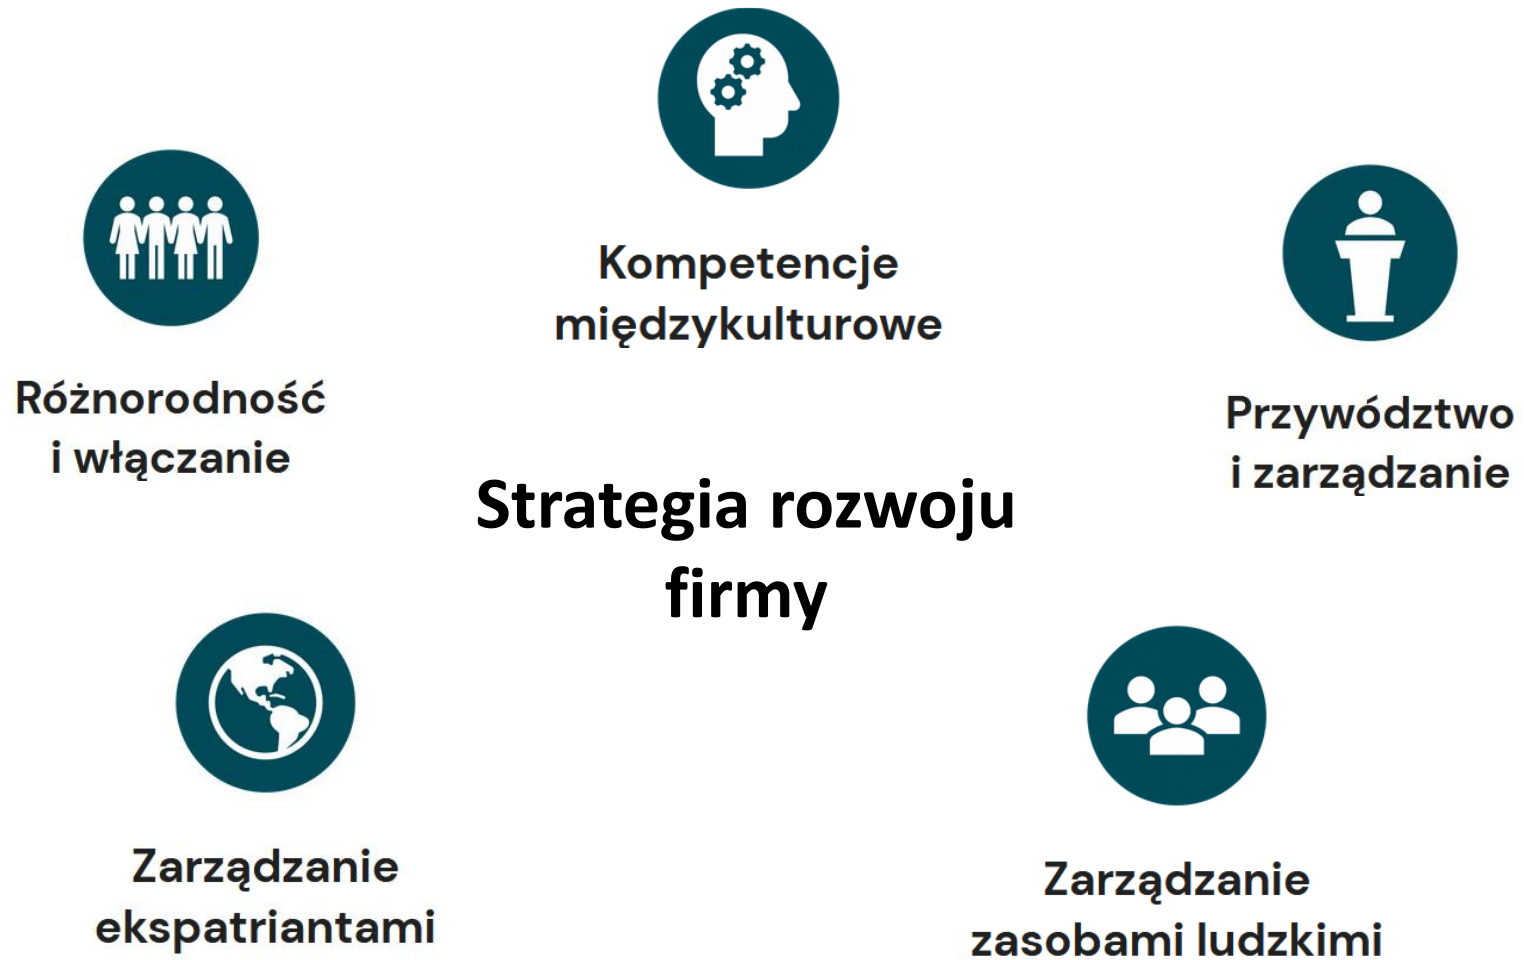 Kompetencje
międzykulturowe
Różnorodność
i włączanie
Przywództwo
i zarządzanie
Strategia rozwoju
firmy
Zarządzanie
ekspatriantami
Zarządzanie
zasobami ludzkimi